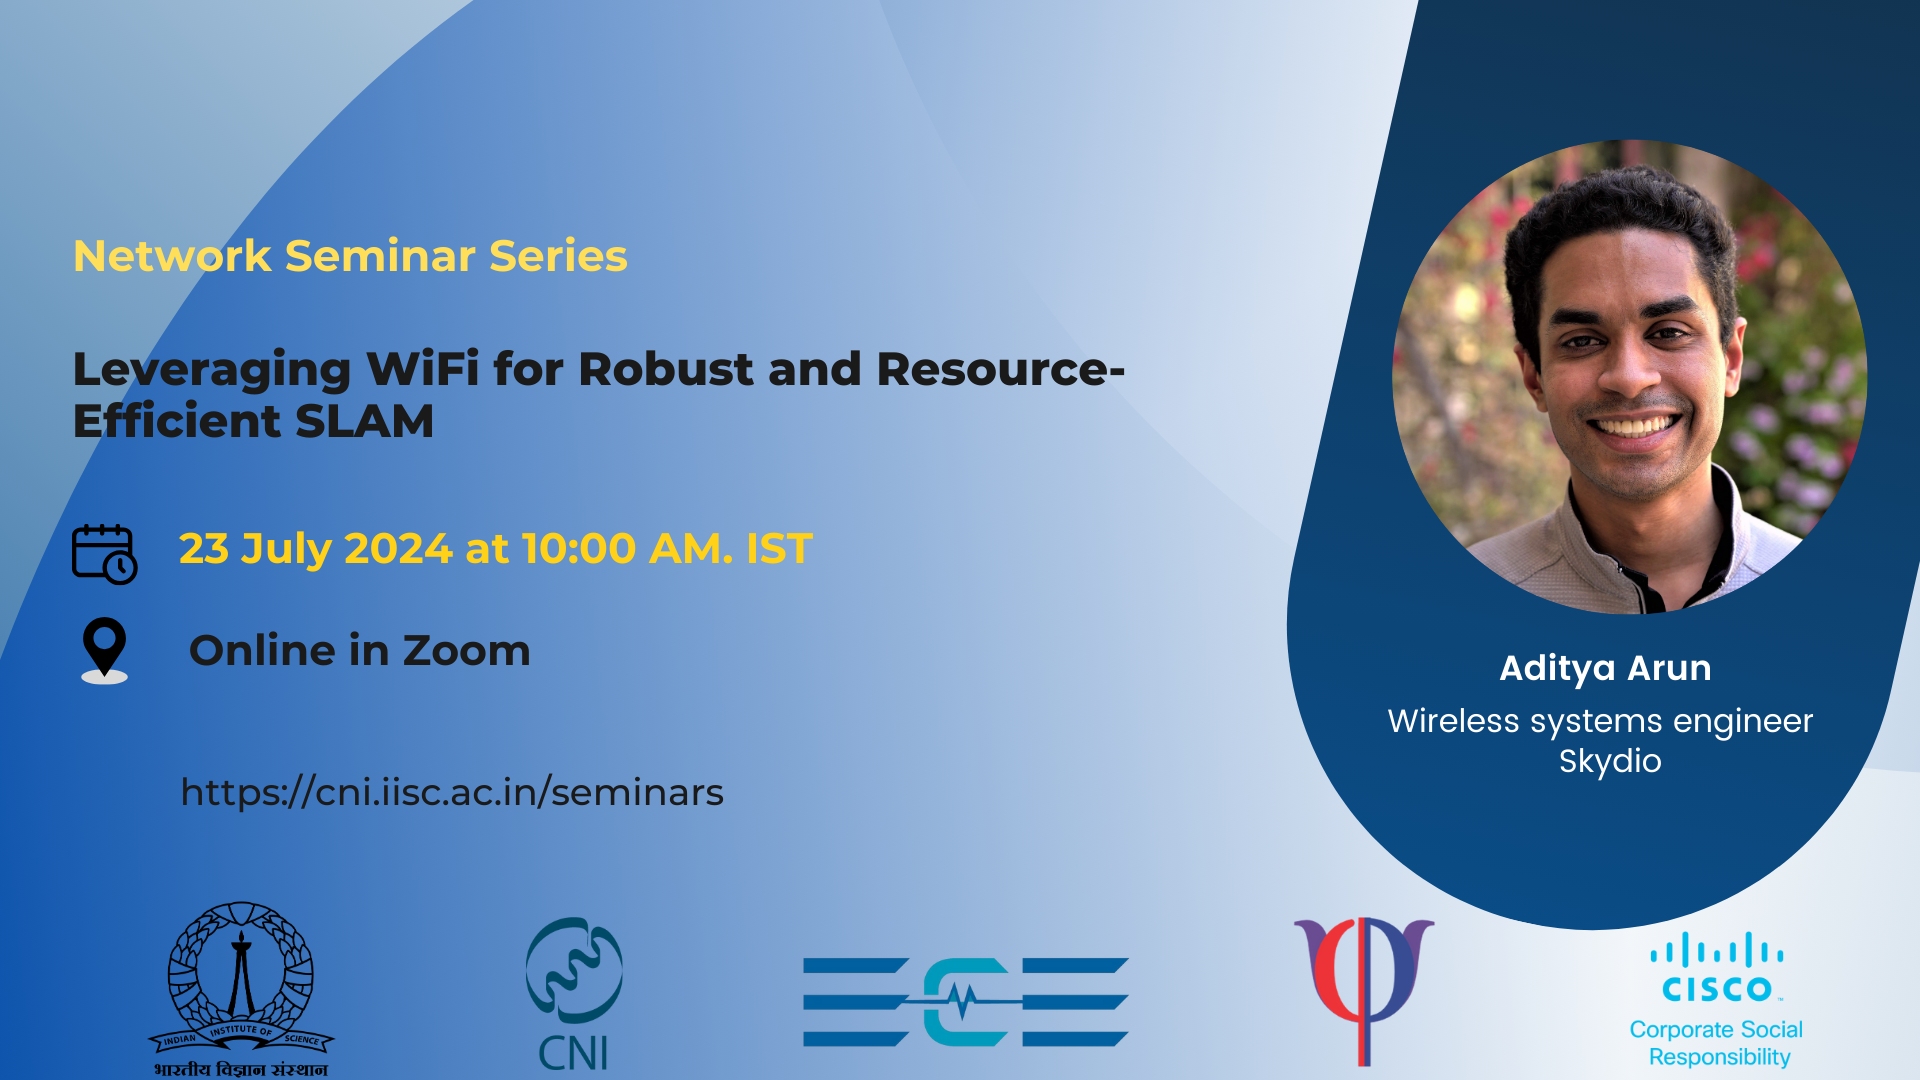 Network Seminar Series
Leveraging WiFi for Robust and Resource-
Efficient SLAM
23 July 2024 at 10:00 AM. IST
Online in Zoom
https://cni.iisc.ac.in/seminars
Aditya Arun
Wireless systems engineer
Skydio
INDIAN INSTITUTE OF SCIENCE
भारतीय विज्ञान संस्थान
CNI
ECE
CISCO
Corporate Social
Responsibility